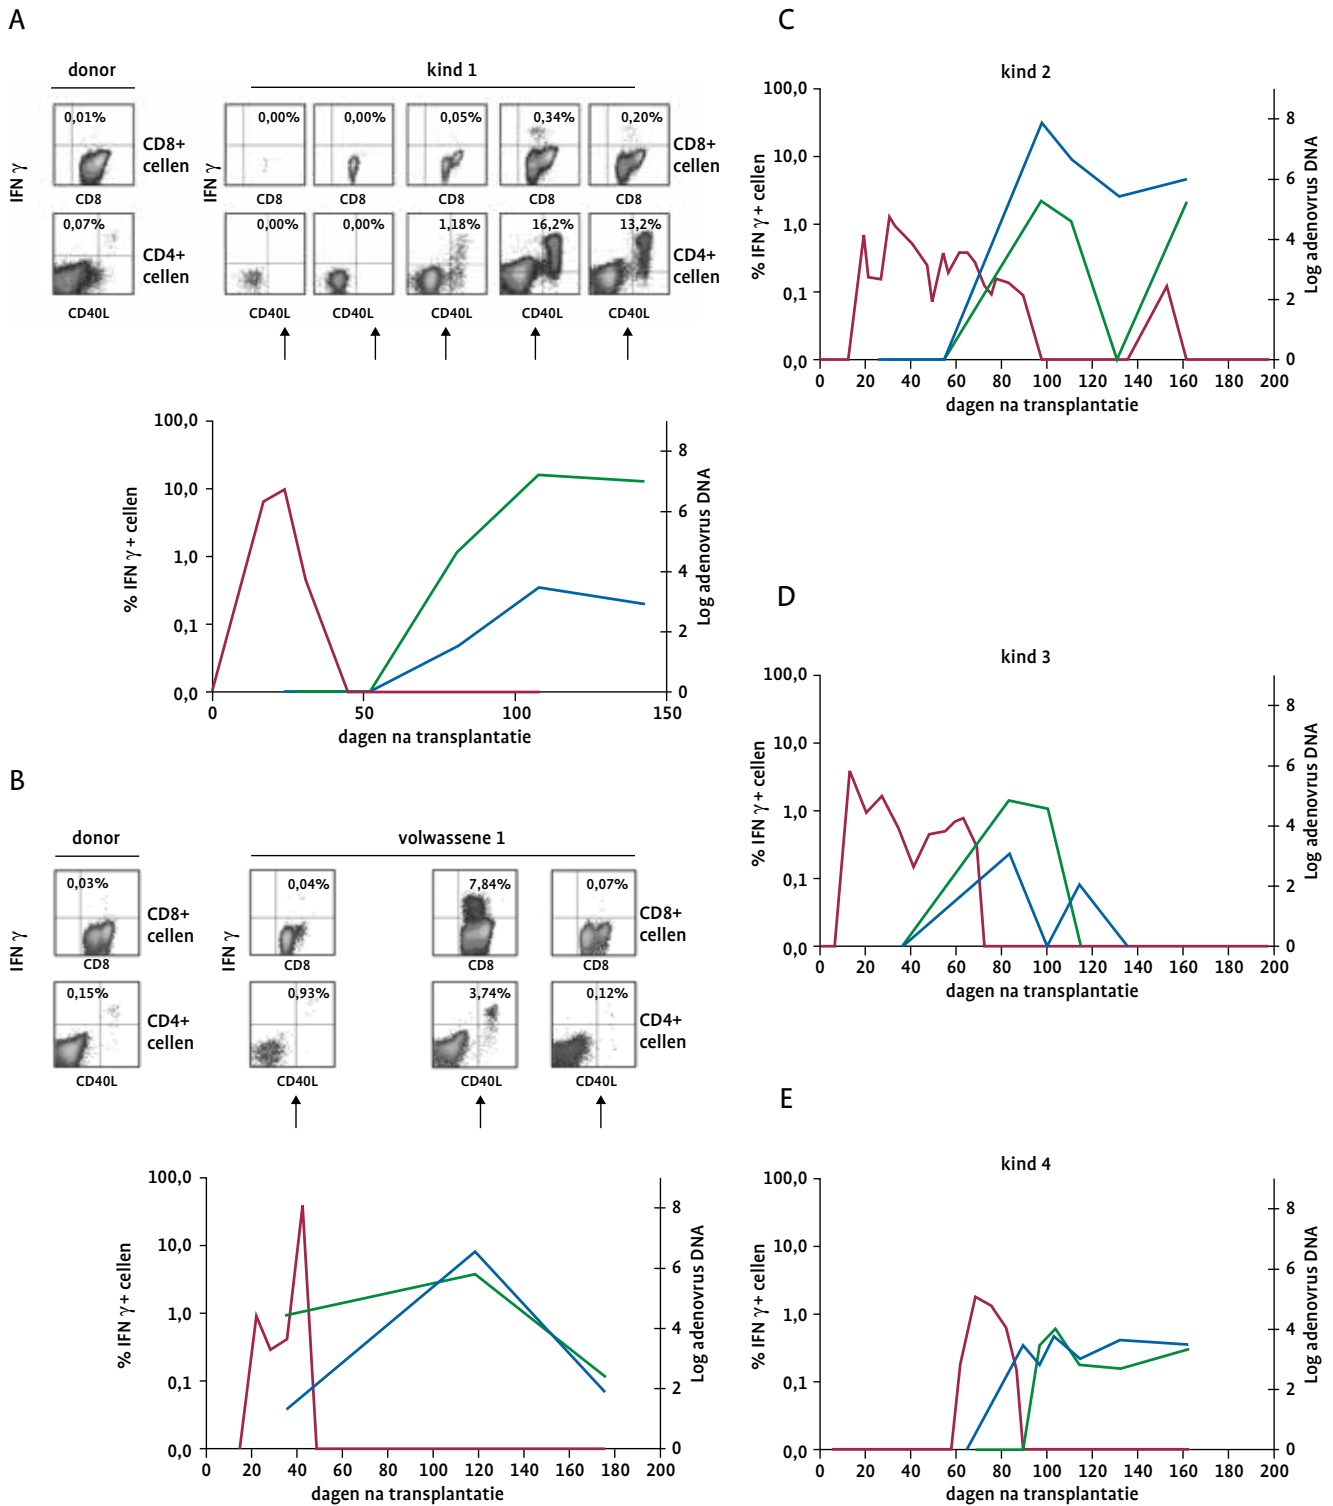 A
donor
kind 1
IFN γ
0,01%
CD8+
cellen
CD8
0,07%
CD4+
cellen
CD40L
IFN γ
0,00%
0,00%
0,05%
0,34%
0,20%
CD8+
cellen
CD8
CD8
CD8
CD8
CD8
0,00%
0,00%
1,18%
16,2%
13,2%
CD4+
cellen
CD40L
CD40L
CD40L
CD40L
CD40L
% IFN γ + cellen
100,0
10,0
1,0
0,1
0,0
8
6
4
2
0
Log adenovrus DNA
0 50 100 150
dagen na transplantatie
B
donor
volwassene 1
IFN γ
0,03%
CD8+
cellen
CD8
0,15%
CD4+
cellen
CD40L
IFN γ
0,04%
7,84%
0,07%
CD8+
cellen
CD8
CD8
CD8
0,93%
3,74%
0,12%
CD4+
cellen
CD40L
CD40L
CD40L
% IFN γ + cellen
100,0
10,0
1,0
0,1
0,0
8
6
4
2
0
Log adenovrus DNA
0 20 40 60 80 100 120 140 160 180 200
dagen na transplantatie
C
kind 2
% IFN γ + cellen
100,0
10,0
1,0
0,1
0,0
8
6
4
2
0
Log adenovrus DNA
0 20 40 60 80 100 120 140 160 180 200
dagen na transplantatie
D
kind 3
% IFN γ + cellen
100,0
10,0
1,0
0,1
0,0
8
6
4
2
0
Log adenovrus DNA
0 20 40 60 80 100 120 140 160 180 200
dagen na transplantatie
E
kind 4
% IFN γ + cellen
100,0
10,0
1,0
0,1
0,0
8
6
4
2
0
Log adenovrus DNA
0 20 40 60 80 100 120 140 160 180 200
dagen na transplantatie